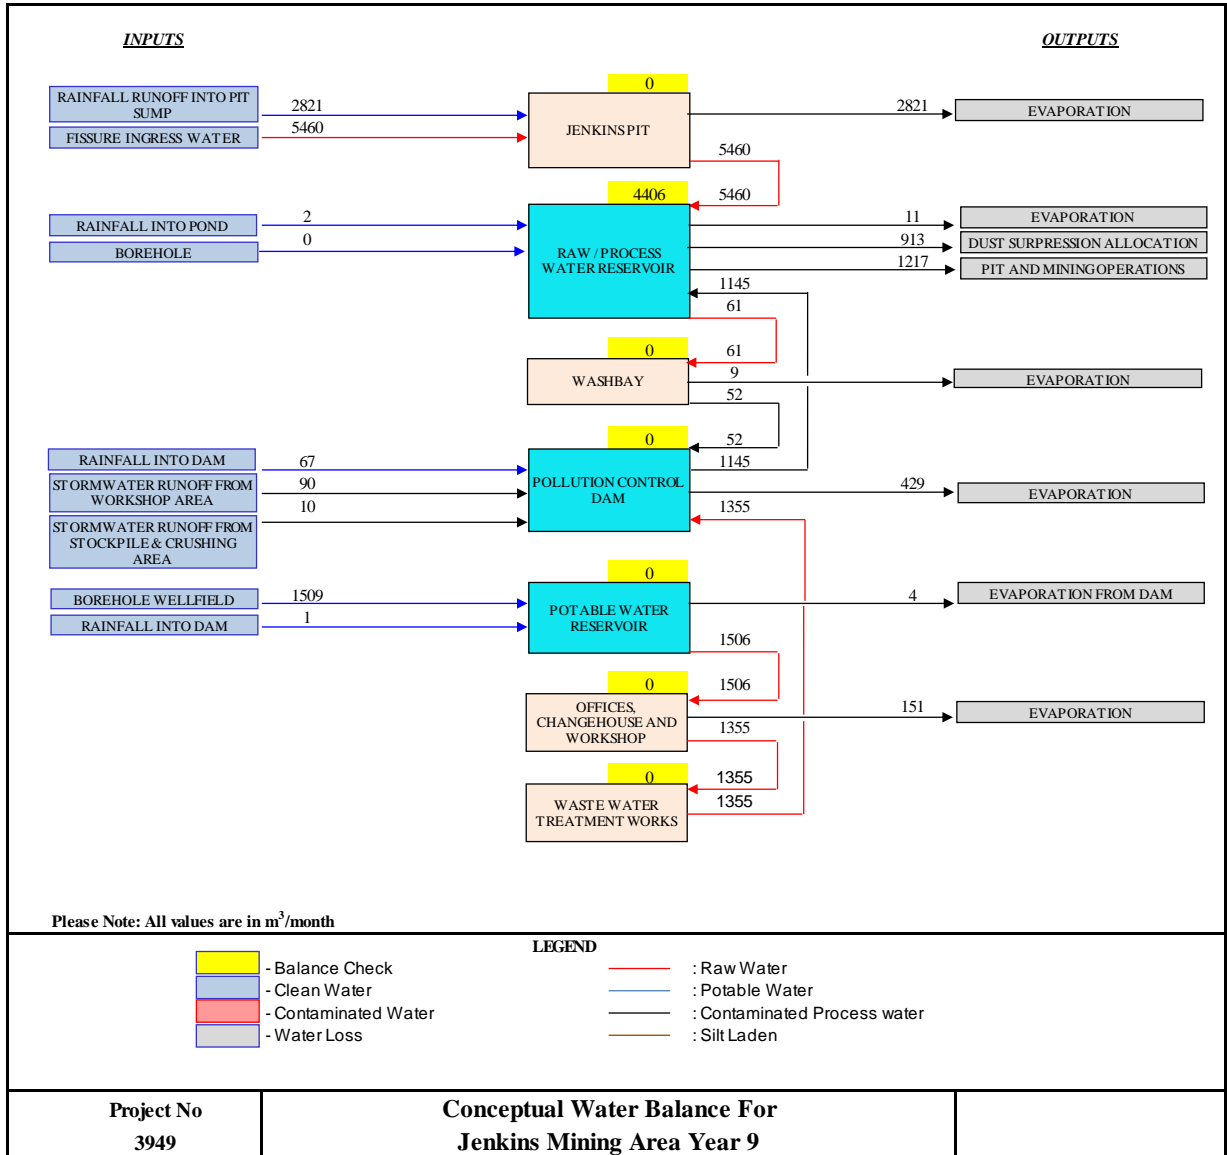 INPUTS
OUTPUTS
0
RAINFALL RUNOFF INTO PIT
SUMP
2821
JENKINS PIT
2821
EVAPORATION
FISSURE INGRESS WATER
5460
5460
4406
5460
RAINFALL INTO POND
2
RAW / PROCESS
WATER RESERVOIR
11
EVAPORATION
BOREHOLE
0
913
DUST SURPRESSION ALLOCATION
1217
PIT AND MINING OPERATIONS
1145
61
0
61
WASHBAY
9
EVAPORATION
52
0
52
RAINFALL INTO DAM
67
POLLUTION CONTROL
DAM
1145
STORMWATER RUNOFF FROM
WORKSHOP AREA
90
429
EVAPORATION
10
1355
STORMWATER RUNOFF FROM
STOCKPILE & CRUSHING
AREA
0
BOREHOLE WELLFIELD
1509
POTABLE WATER
RESERVOIR
4
EVAPORATION FROM DAM
RAINFALL INTO DAM
1
1506
0
1506
OFFICES,
CHANGEHOUSE AND
WORKSHOP
151
EVAPORATION
1355
0
1355
WASTE WATER
TREATMENT WORKS
1355
Please Note: All values are in m³/month
LEGEND
- Balance Check
: Raw Water
- Clean Water
: Potable Water
- Contaminated Water
: Contaminated Process water
- Water Loss
: Silt Laden
Project No
3949
Conceptual Water Balance For
Jenkins Mining Area Year 9